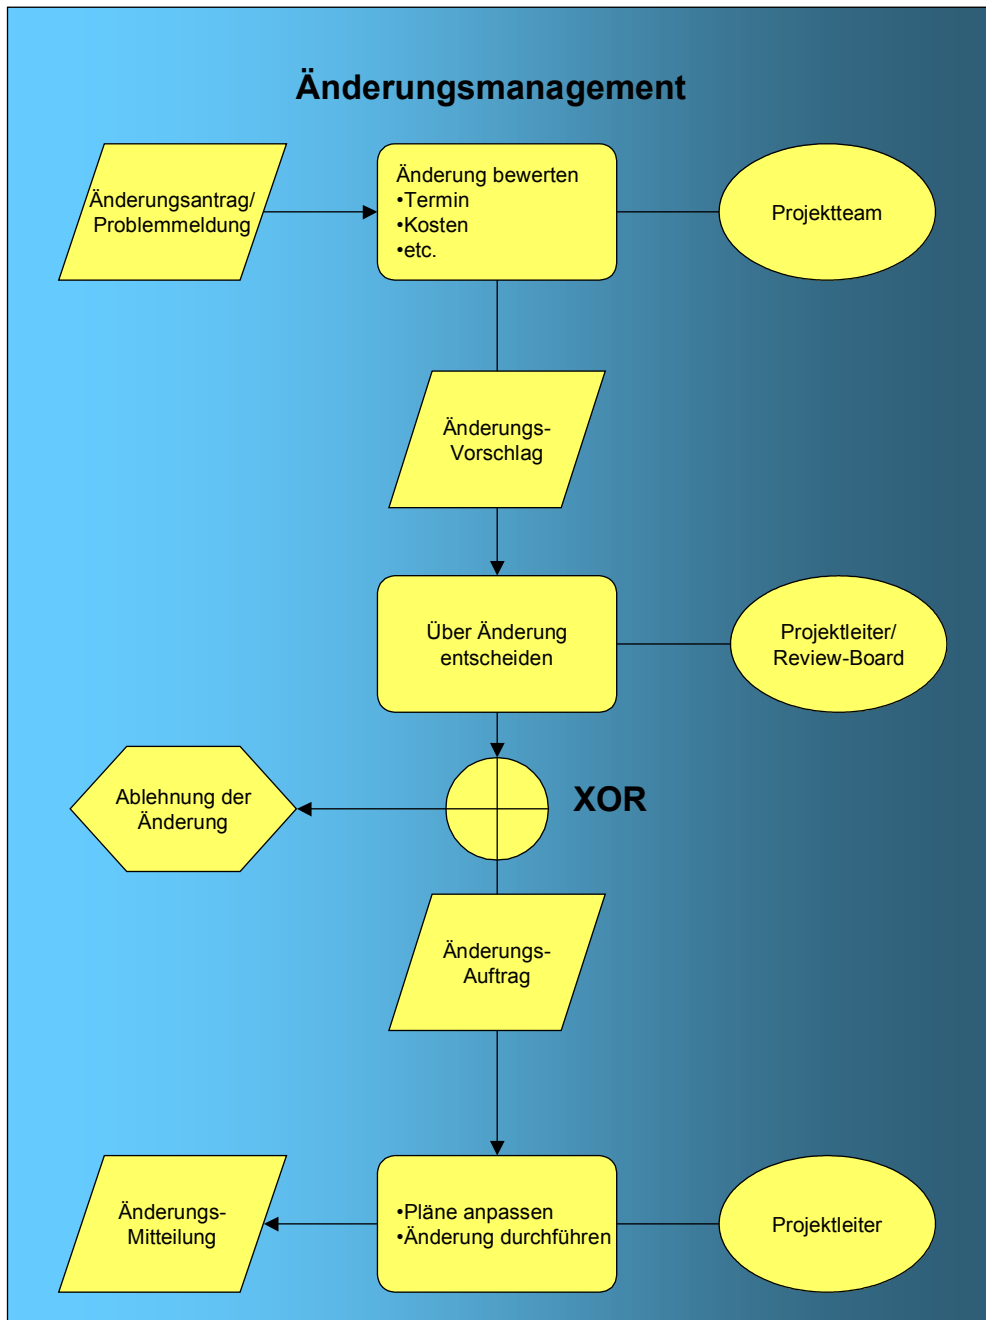 Änderungsmanagement
Änderungsantrag/
Problemmeldung
Änderung bewerten
•Termin
•Kosten
•etc.
Projektteam
Änderungs-
Vorschlag
Über Änderung
entscheiden
Projektleiter/
Review-Board
Ablehnung der
Änderung
XOR
Änderungs-
Auftrag
Änderungs-
Mitteilung
•Pläne anpassen
•Änderung durchführen
Projektleiter